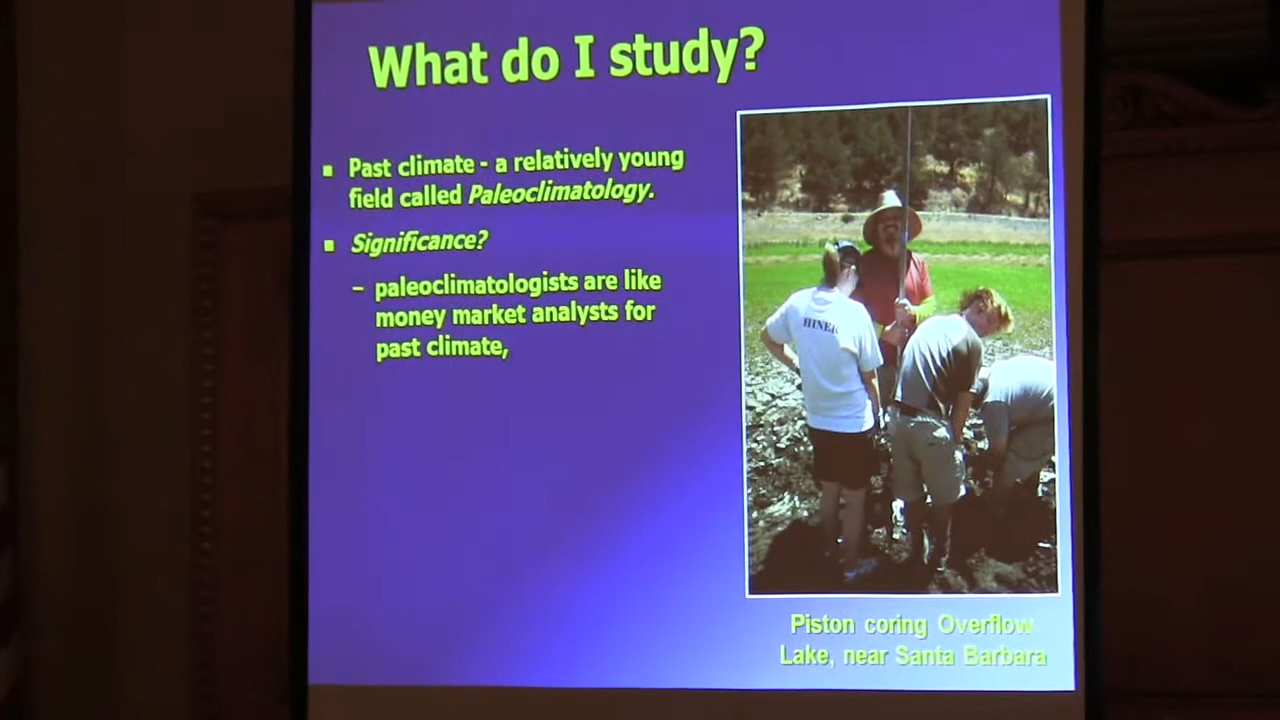 What do I study?
▪ Past climate - a relatively young
field called Paleoclimatology.
▪ Significance?
– paleoclimatologists are like
money market analysts for
past climate,
HINER
Piston coring Overflow
Lake, near Santa Barbara